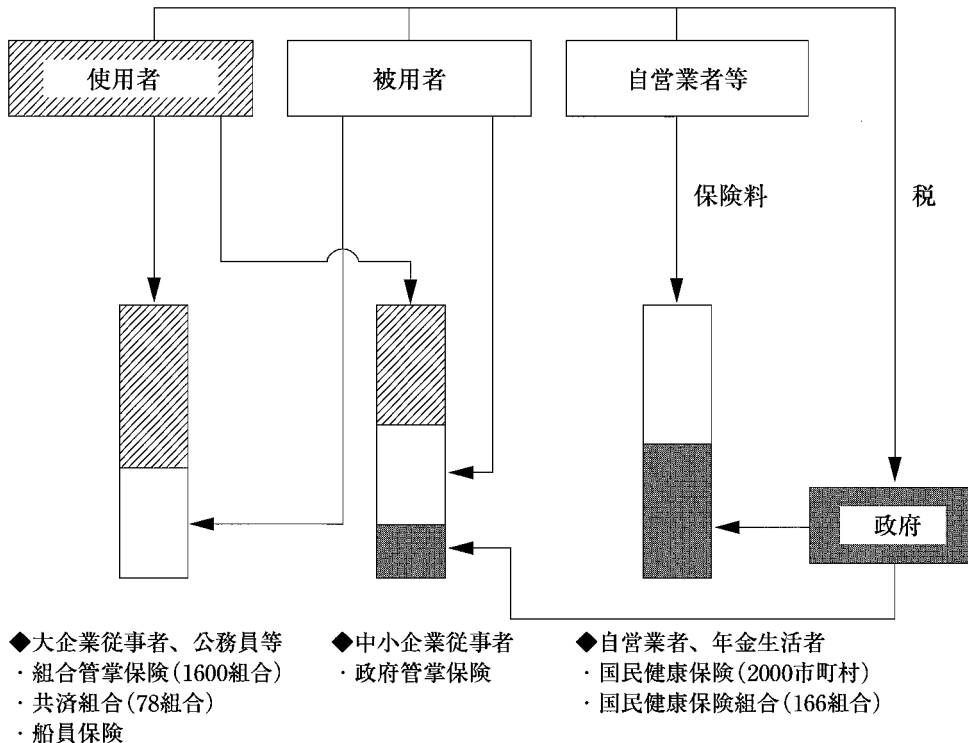 使用者
被用者
自営業者等
保険料
税
政府
◆大企業従事者、公務員等
・組合管掌保険(1600組合)
・共済組合(78組合)
・船員保険
◆中小企業従事者
・政府管掌保険
◆自営業者、年金生活者
・国民健康保険(2000市町村)
・国民健康保険組合(166組合)